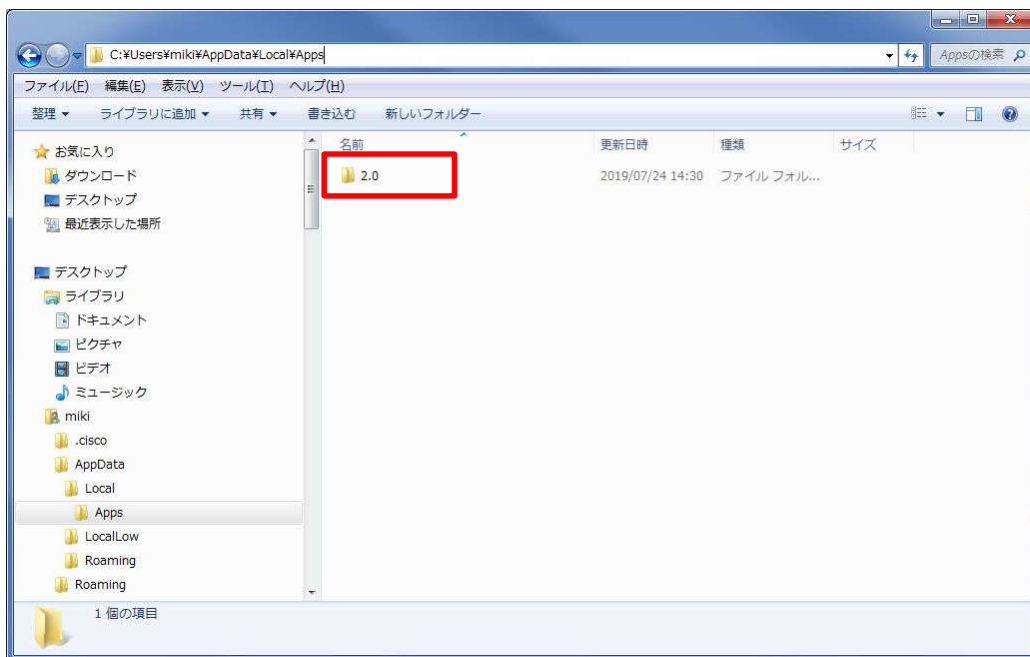 C:¥Users¥miki¥AppData¥Local¥Apps
Appsの検索
ファイル(F) 編集(E) 表示(V) ツール(T) ヘルプ(H)
整理 ライブラリに追加 共有 書き込む 新しいフォルダー
名前 更新日時 種類 サイズ
2.0 2019/07/24 14:30 ファイル フォル...
お気に入り
ダウンロード
デスクトップ
最近表示した場所
デスクトップ
ライブラリ
ドキュメント
ピクチャ
ビデオ
ミュージック
miki
.cisco
AppData
Local
Apps
LocalLow
Roaming
Roaming
1 個の項目